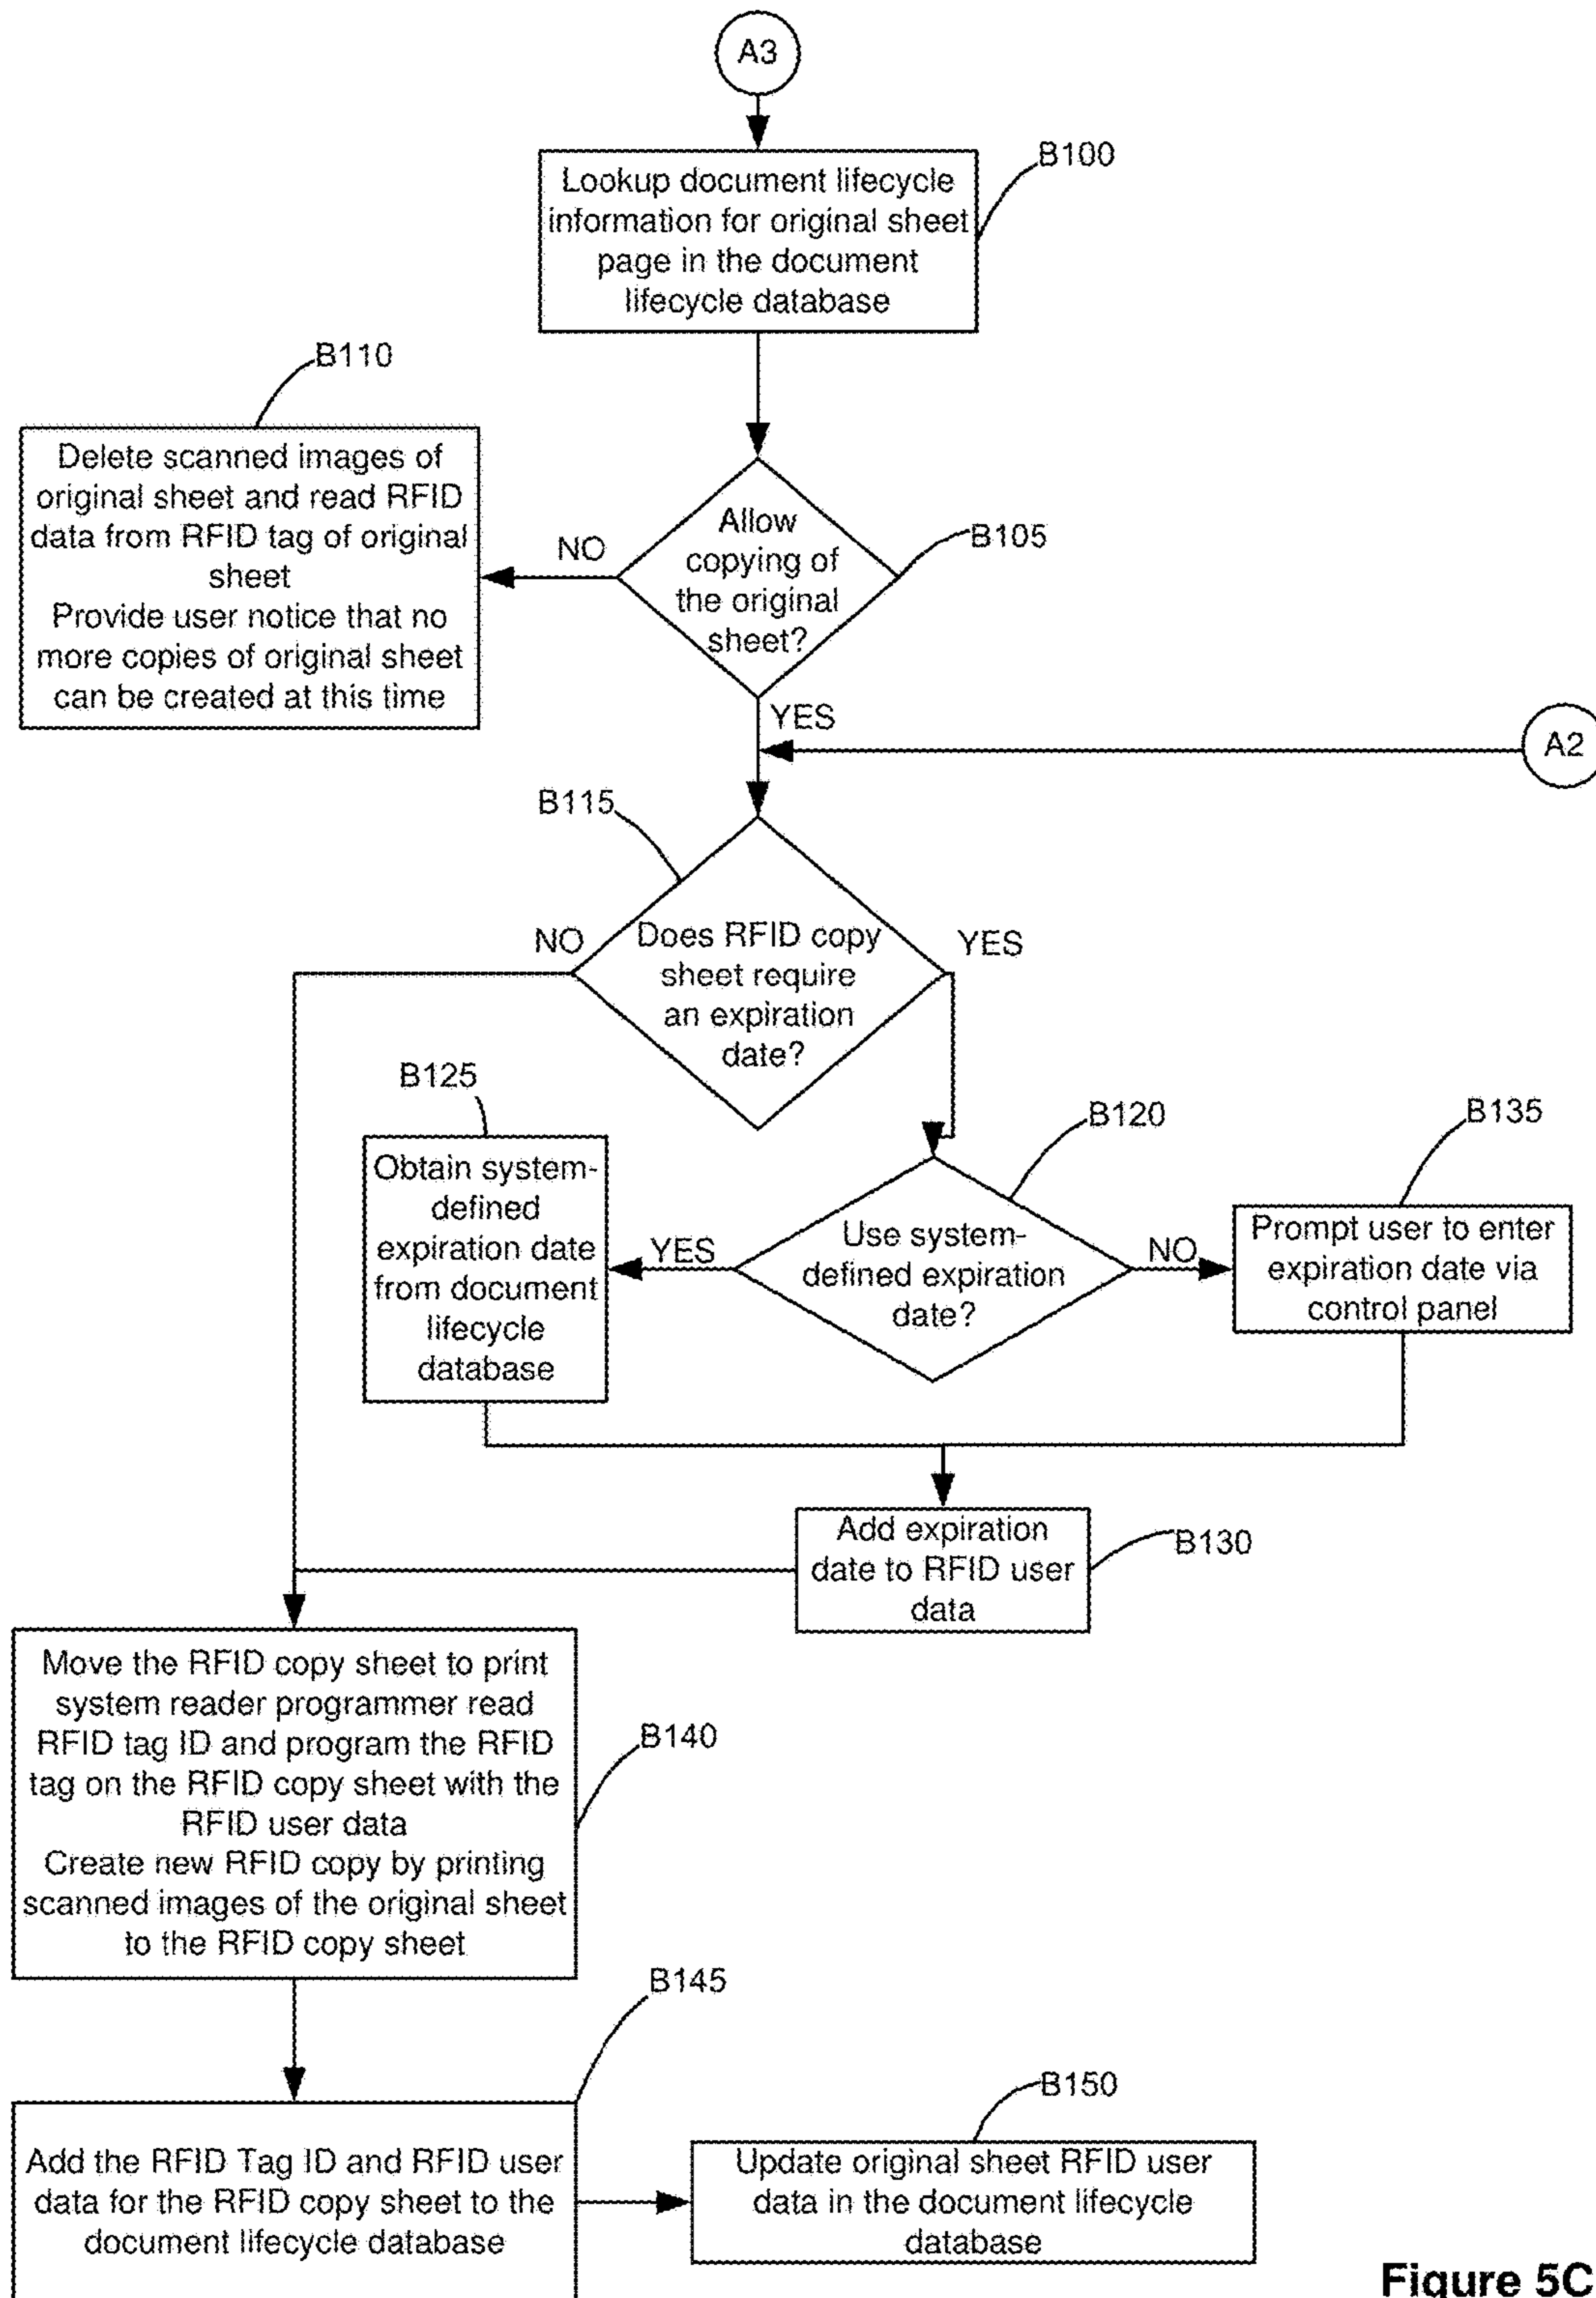 A3
B100
Lookup document lifecycle
information for original sheet
page in the document
lifecycle database
B110
Delete scanned images of
original sheet and read RFID
data from RFID tag of original
sheet
Provide user notice that no
more copies of original sheet
can be created at this time
NO
Allow
copying of
the original
sheet?
B105
YES
A2
B115
NO
Does RFID copy
sheet require
an expiration
date?
YES
B125
Obtain system-
defined
expiration date
from document
lifecycle
database
YES
B120
Use system-
defined expiration
date?
NO
B135
Prompt user to enter
expiration date via
control panel
Add expiration
date to RFID user
data
B130
Move the RFID copy sheet to print
system reader programmer read
RFID tag ID and program the RFID
tag on the RFID copy sheet with the
RFID user data
Create new RFID copy by printing
scanned images of the original sheet
to the RFID copy sheet
B140
B145
Add the RFID Tag ID and RFID user
data for the RFID copy sheet to the
document lifecycle database
B150
Update original sheet RFID user
data in the document lifecycle
database
Figure 5C